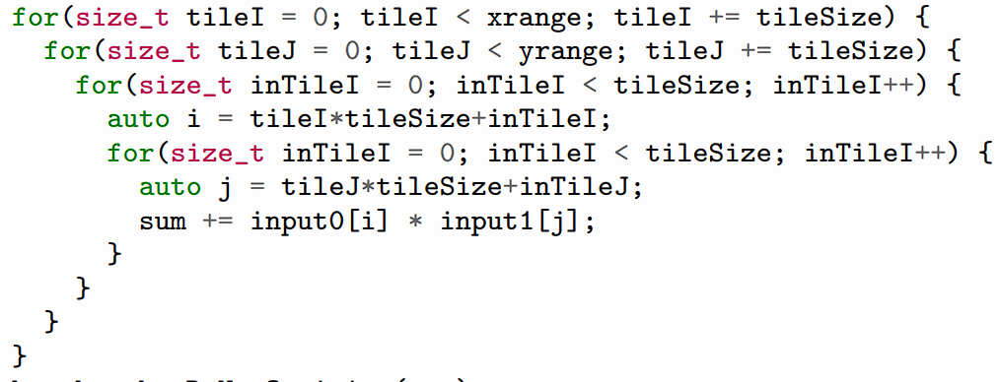 for(size_t tileI = 0; tileI < xrange; tileI += tileSize) {
for(size_t tileJ = 0; tileJ < yrange; tileJ += tileSize) {
for(size_t inTileI = 0; inTileI < tileSize; inTileI++) {
auto i = tileI*tileSize+inTileI;
for(size_t inTileI = 0; inTileI < tileSize; inTileI++) {
auto j = tileJ*tileSize+inTileJ;
sum += input0[i] * input1[j];
}
}
}
}